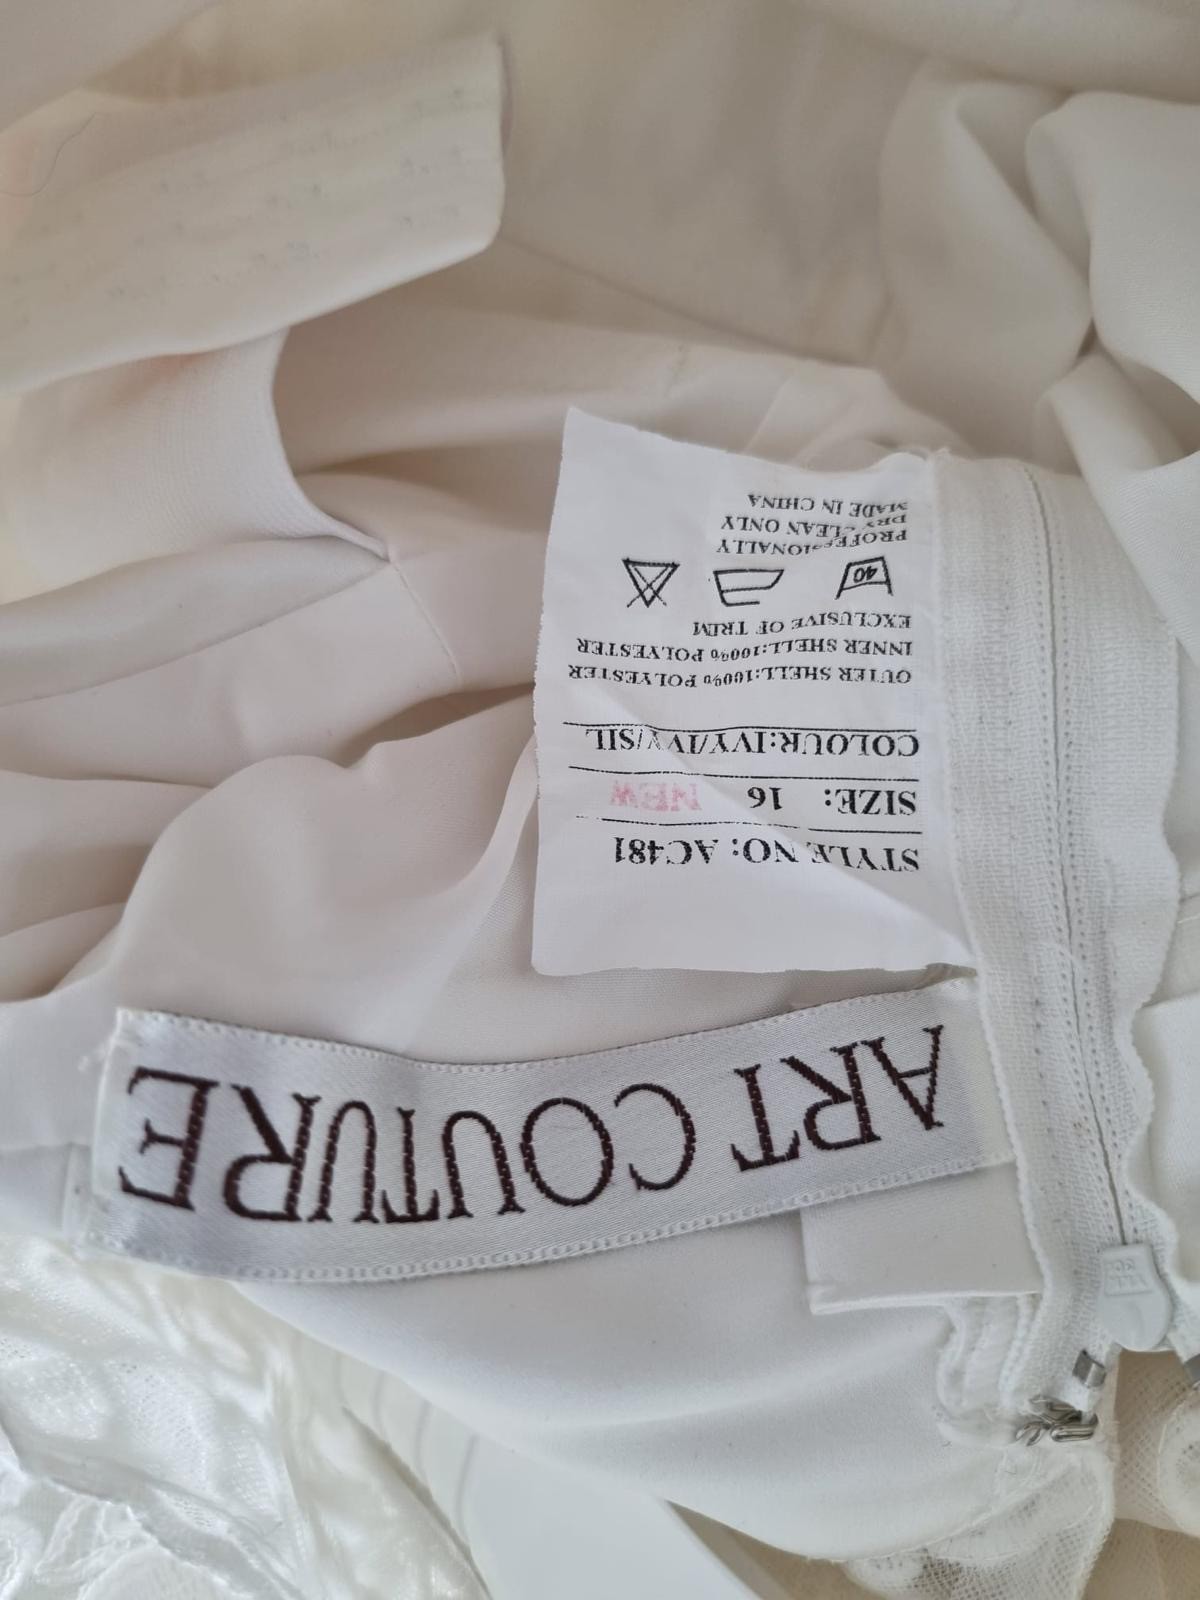 ART COUTURE
STYLE NO: AC481
SIZE: 16 NEW
COLOUR:IVY/IVY/SIL
OUTER SHELL:100% POLYESTER
INNER SHELL:100% POLYESTER
EXCLUSIVE OF TRIM
40
PROFESSIONALLY
DRY CLEAN ONLY
MADE IN CHINA